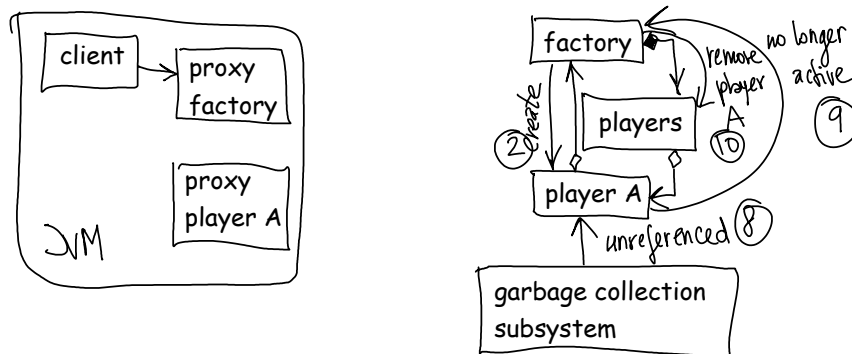 client
proxy
factory
proxy
player A
JVM
factory
no longer
active
9
remove
player
A
10
create
2
players
player A
unreferenced
8
garbage collection
subsystem